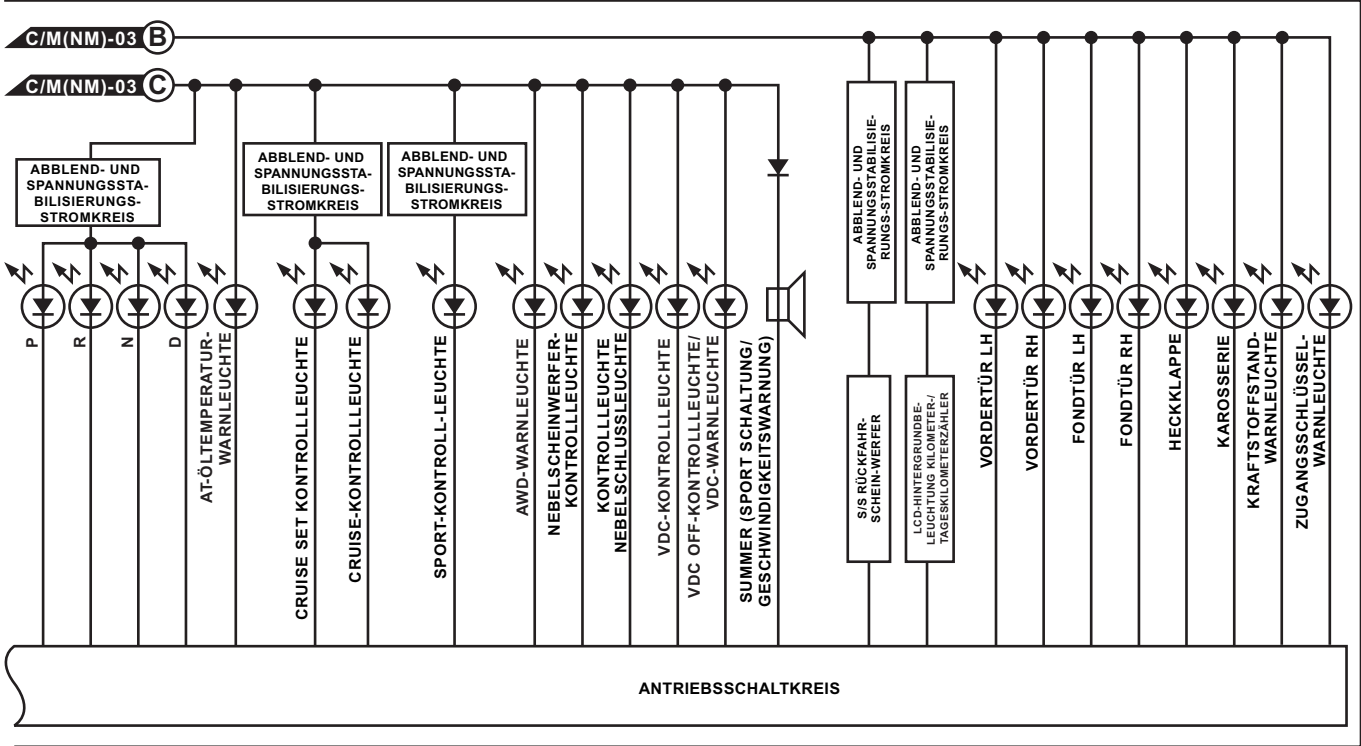 C/M(NM)-03 B
C/M(NM)-03 C
ABBLEND- UND
SPANNUNGSSTA-
BILISIERUNGS-
STROMKREIS
ABBLEND- UND
SPANNUNGSSTA-
BILISIERUNGS-
STROMKREIS
ABBLEND- UND
SPANNUNGSSTA-
BILISIERUNGS-
STROMKREIS
ABBLEND- UND
SPANNUNGSSTABILISIE-
RUNGS-STROMKREIS
ABBLEND- UND
SPANNUNGSSTABILISIE-
RUNGS-STROMKREIS
P
R
N
D
AT-ÖLTEMPERATUR-
WARNLEUCHTE
CRUISE SET KONTROLLEUCHTE
CRUISE-KONTROLLEUCHTE
SPORT-KONTROLL-LEUCHTE
AWD-WARNLEUCHTE
NEBELSCHEINWERFER-
KONTROLLLEUCHTE
KONTROLLLEUCHTE
NEBELSCHLUSSLEUCHTE
VDC-KONTROLLLEUCHTE
VDC OFF-KONTROLLLEUCHTE/
VDC-WARNLEUCHTE
SUMMER (SPORT SCHALTUNG/
GESCHWINDIGKEITSWARNUNG)
S/S RÜCKFAHR-
SCHEIN-WERFER
LCD-HINTERGRUNDBE-
LEUCHTUNG KILOMETER-/
TAGESKILOMETERZÄHLER
VORDERTÜR LH
VORDERTÜR RH
FONDTÜR LH
FONDTÜR RH
HECKKLAPPE
KAROSSERIE
KRAFTSTOFFSTAND-
WARNLEUCHTE
ZUGANGSSCHLÜSSEL-
WARNLEUCHTE
ANTRIEBSSCHALTKREIS